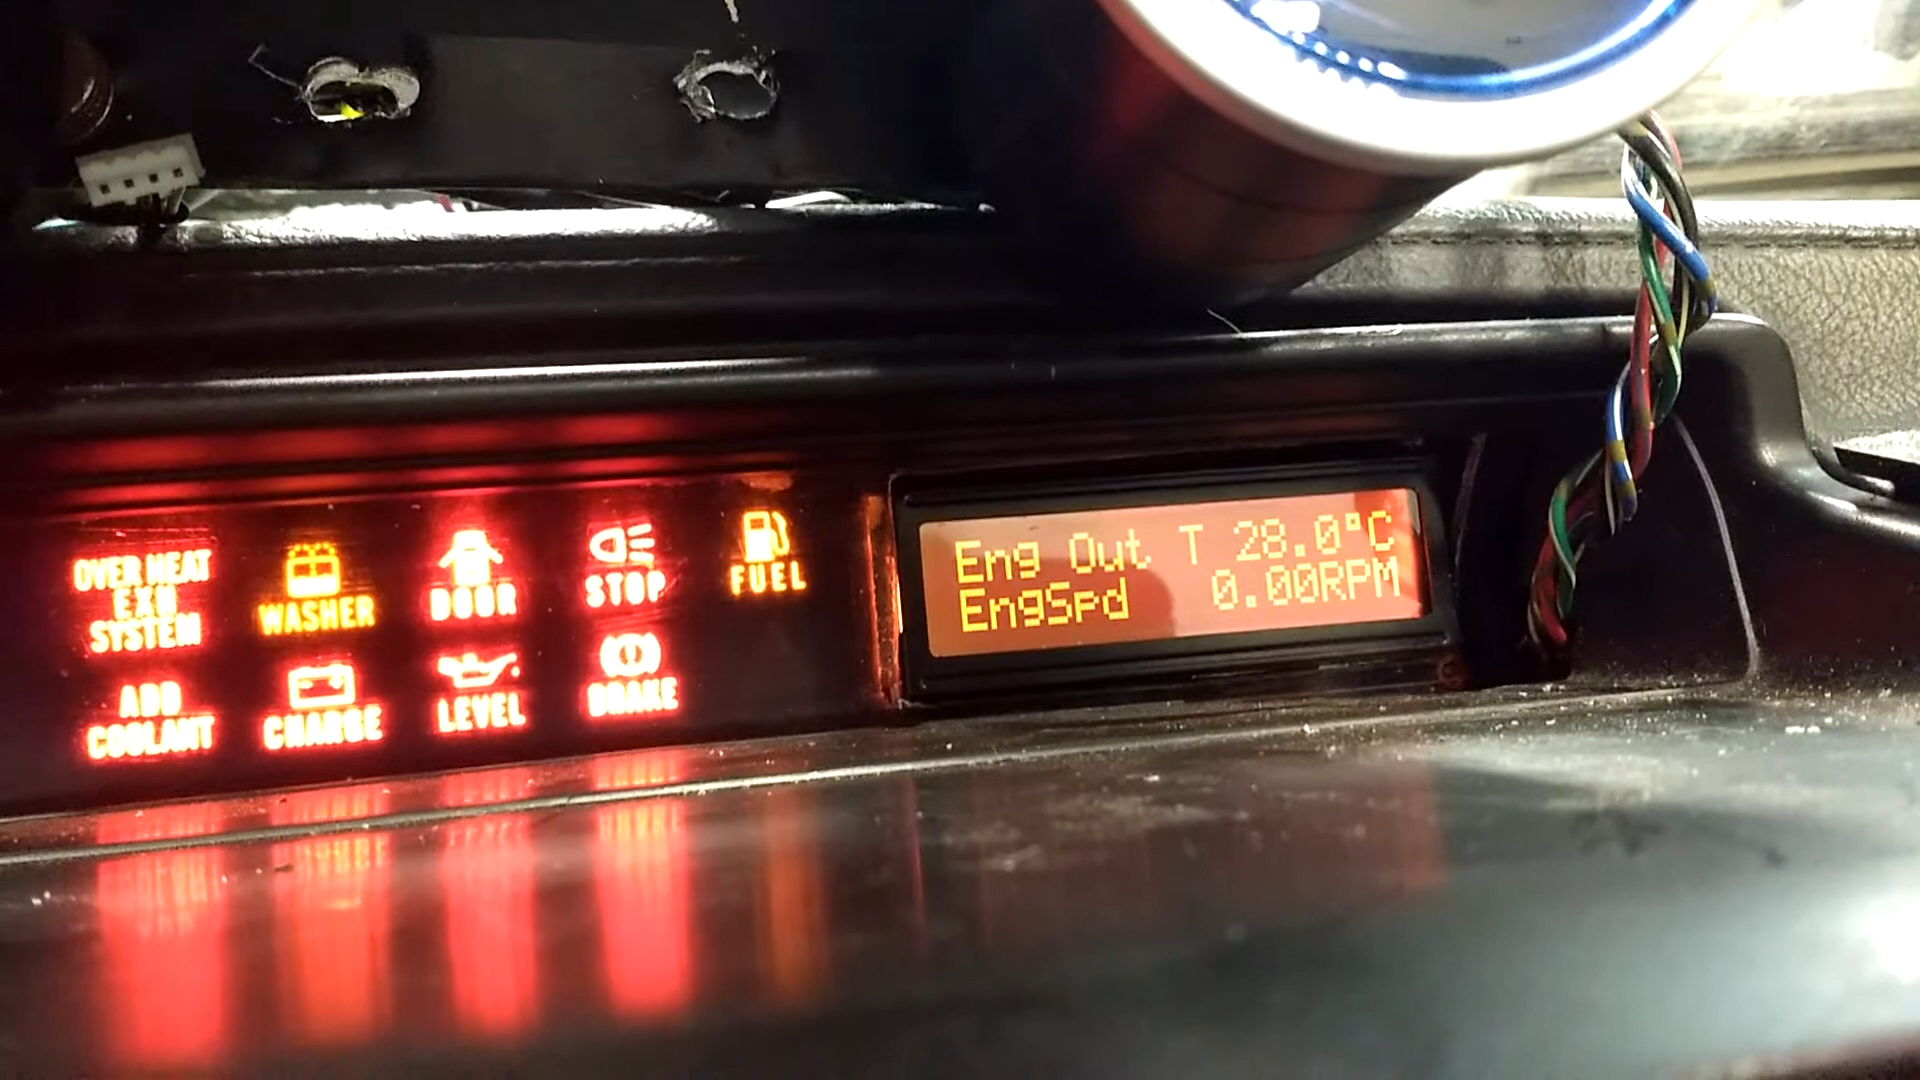 OVER HEAT
EXH
SYSTEM
WASHER
DOOR
STOP
FUEL
ADD
COOLANT
CHARGE
LEVEL
BRAKE
Eng Out T 28.0°C
EngSpd 0.00RPM